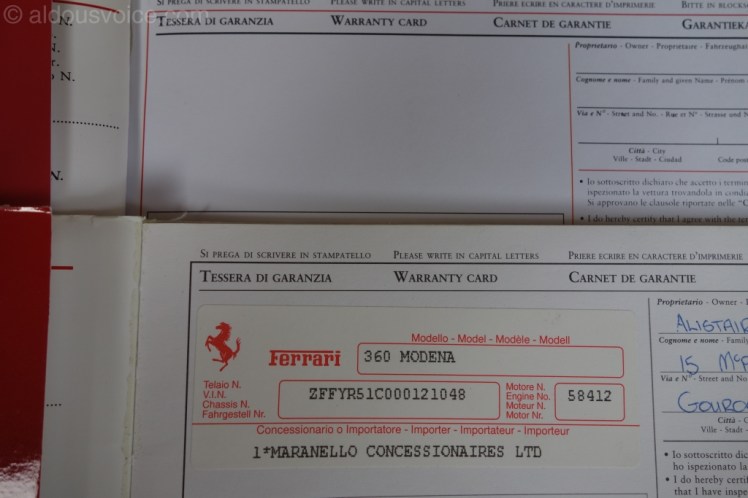 © aldousvoice.com
SI PREGA DI SCRIVERE IN STAMPATELLO PLEASE WRITE IN CAPITAL LETTERS PRIERE ECRIRE EN CARACTERE D'IMPRIMERIE BITTE IN BLOCKM
TESSERA DI GARANZIA WARRANTY CARD CARNET DE GARANTIE GARANTIEKA
Proprietario - Owner - Proprietaire - Fahrzeughal
N.
Cognome e nome - Family and given Name - Prénom
Via e N° - Street and No. - Rue et N° - Strasse und N
Città - City
Ville - Stadt - Ciudad Code post
• Io sottoscritto dichiaro che accetto i termi
ispezionato la vettura trovandola in condiz
Si approvano le clausole riportate nelle "C
• I do hereby certify that I agree with the
N.
SI PREGA DI SCRIVERE IN STAMPATELLO PLEASE WRITE IN CAPITAL LETTERS PRIERE ECRIRE EN CARACTERE D'IMPRIMERIE
TESSERA DI GARANZIA WARRANTY CARD CARNET DE GARANTIE
Proprietario - Owner - P
ALISTAIR
Cognome e nome - Family
Modello - Model - Modèle - Modell
Ferrari 360 MODENA
15
Via e N° - Street and No
Telaio N.
V.I.N.
Chassis N.
Fahrgestell Nr.
ZFFYR51C000121048
Motore N.
Engine No.
Moteur N.
Motor Nr.
58412
GOURO
Città - City
Ville - Stadt -
Concessionario o Importatore - Importer - Importateur - Importeur
1*MARANELLO CONCESSIONAIRES LTD
• Io sottoscritto dic
ho ispezionato la
• I do hereby certif
that I have inspe